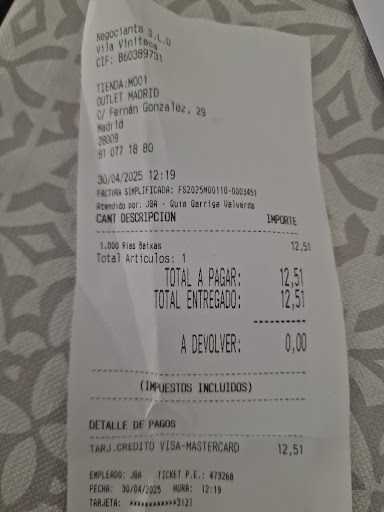 Negociants S.L.U
Vila Viniteca
CIF: B60389731
TIENDA:M001
OUTLET MADRID
C/ Fernán Gonzalez, 29
Madrid
28009
91 077 18 80
30/04/2025 12:19
FACTURA SIMPLIFICADA: FS2025M00110-0003451
Atendido por: JBA - Quim Garriga Valverde
CANT DESCRIPCION IMPORTE
1.000 Rias Baixas 12,51
Total Articulos: 1
TOTAL A PAGAR: 12,51
TOTAL ENTREGADO: 12,51
A DEVOLVER: 0,00
(IMPUESTOS INCLUIDOS)
DETALLE DE PAGOS
TARJ.CREDITO VISA-MASTERCARD 12,51
EMPLEADO: JBA TICKET P.E.: 473268
FECHA: 30/04/2025 HORA: 12:19
TARJETA: ************3121